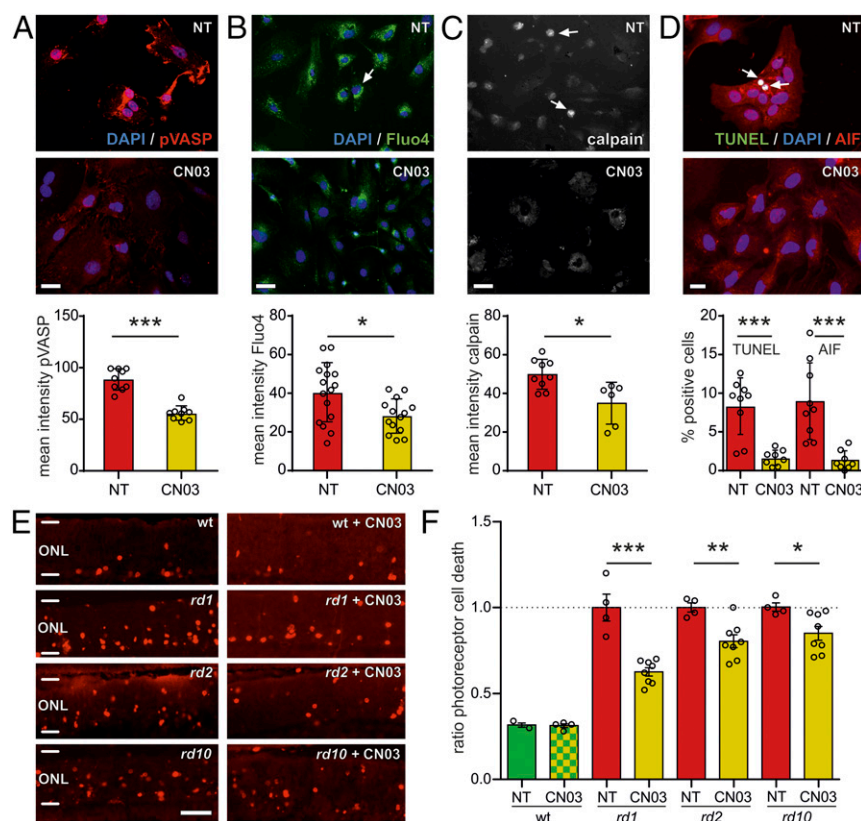 A
NT
DAPI / pVASP
CN03
mean intensity pVASP
150
100
50
0
***
NT
CN03
B
NT
DAPI / Fluo4
CN03
mean intensity Fluo4
80
60
40
20
0
*
NT
CN03
C
NT
calpain
CN03
mean intensity calpain
80
60
40
20
0
*
NT
CN03
D
NT
TUNEL / DAPI / AIF
CN03
% positive cells
20
15
10
5
0
*** ***
TUNEL AIF
NT CN03 NT CN03
E
wt
wt + CN03
ONL
rd1
rd1 + CN03
ONL
rd2
rd2 + CN03
ONL
rd10
rd10 + CN03
ONL
F
ratio photoreceptor cell death
1.5
1.0
0.5
0.0
*** ** *
NT CN03 NT CN03 NT CN03 NT CN03
wt rd1 rd2 rd10